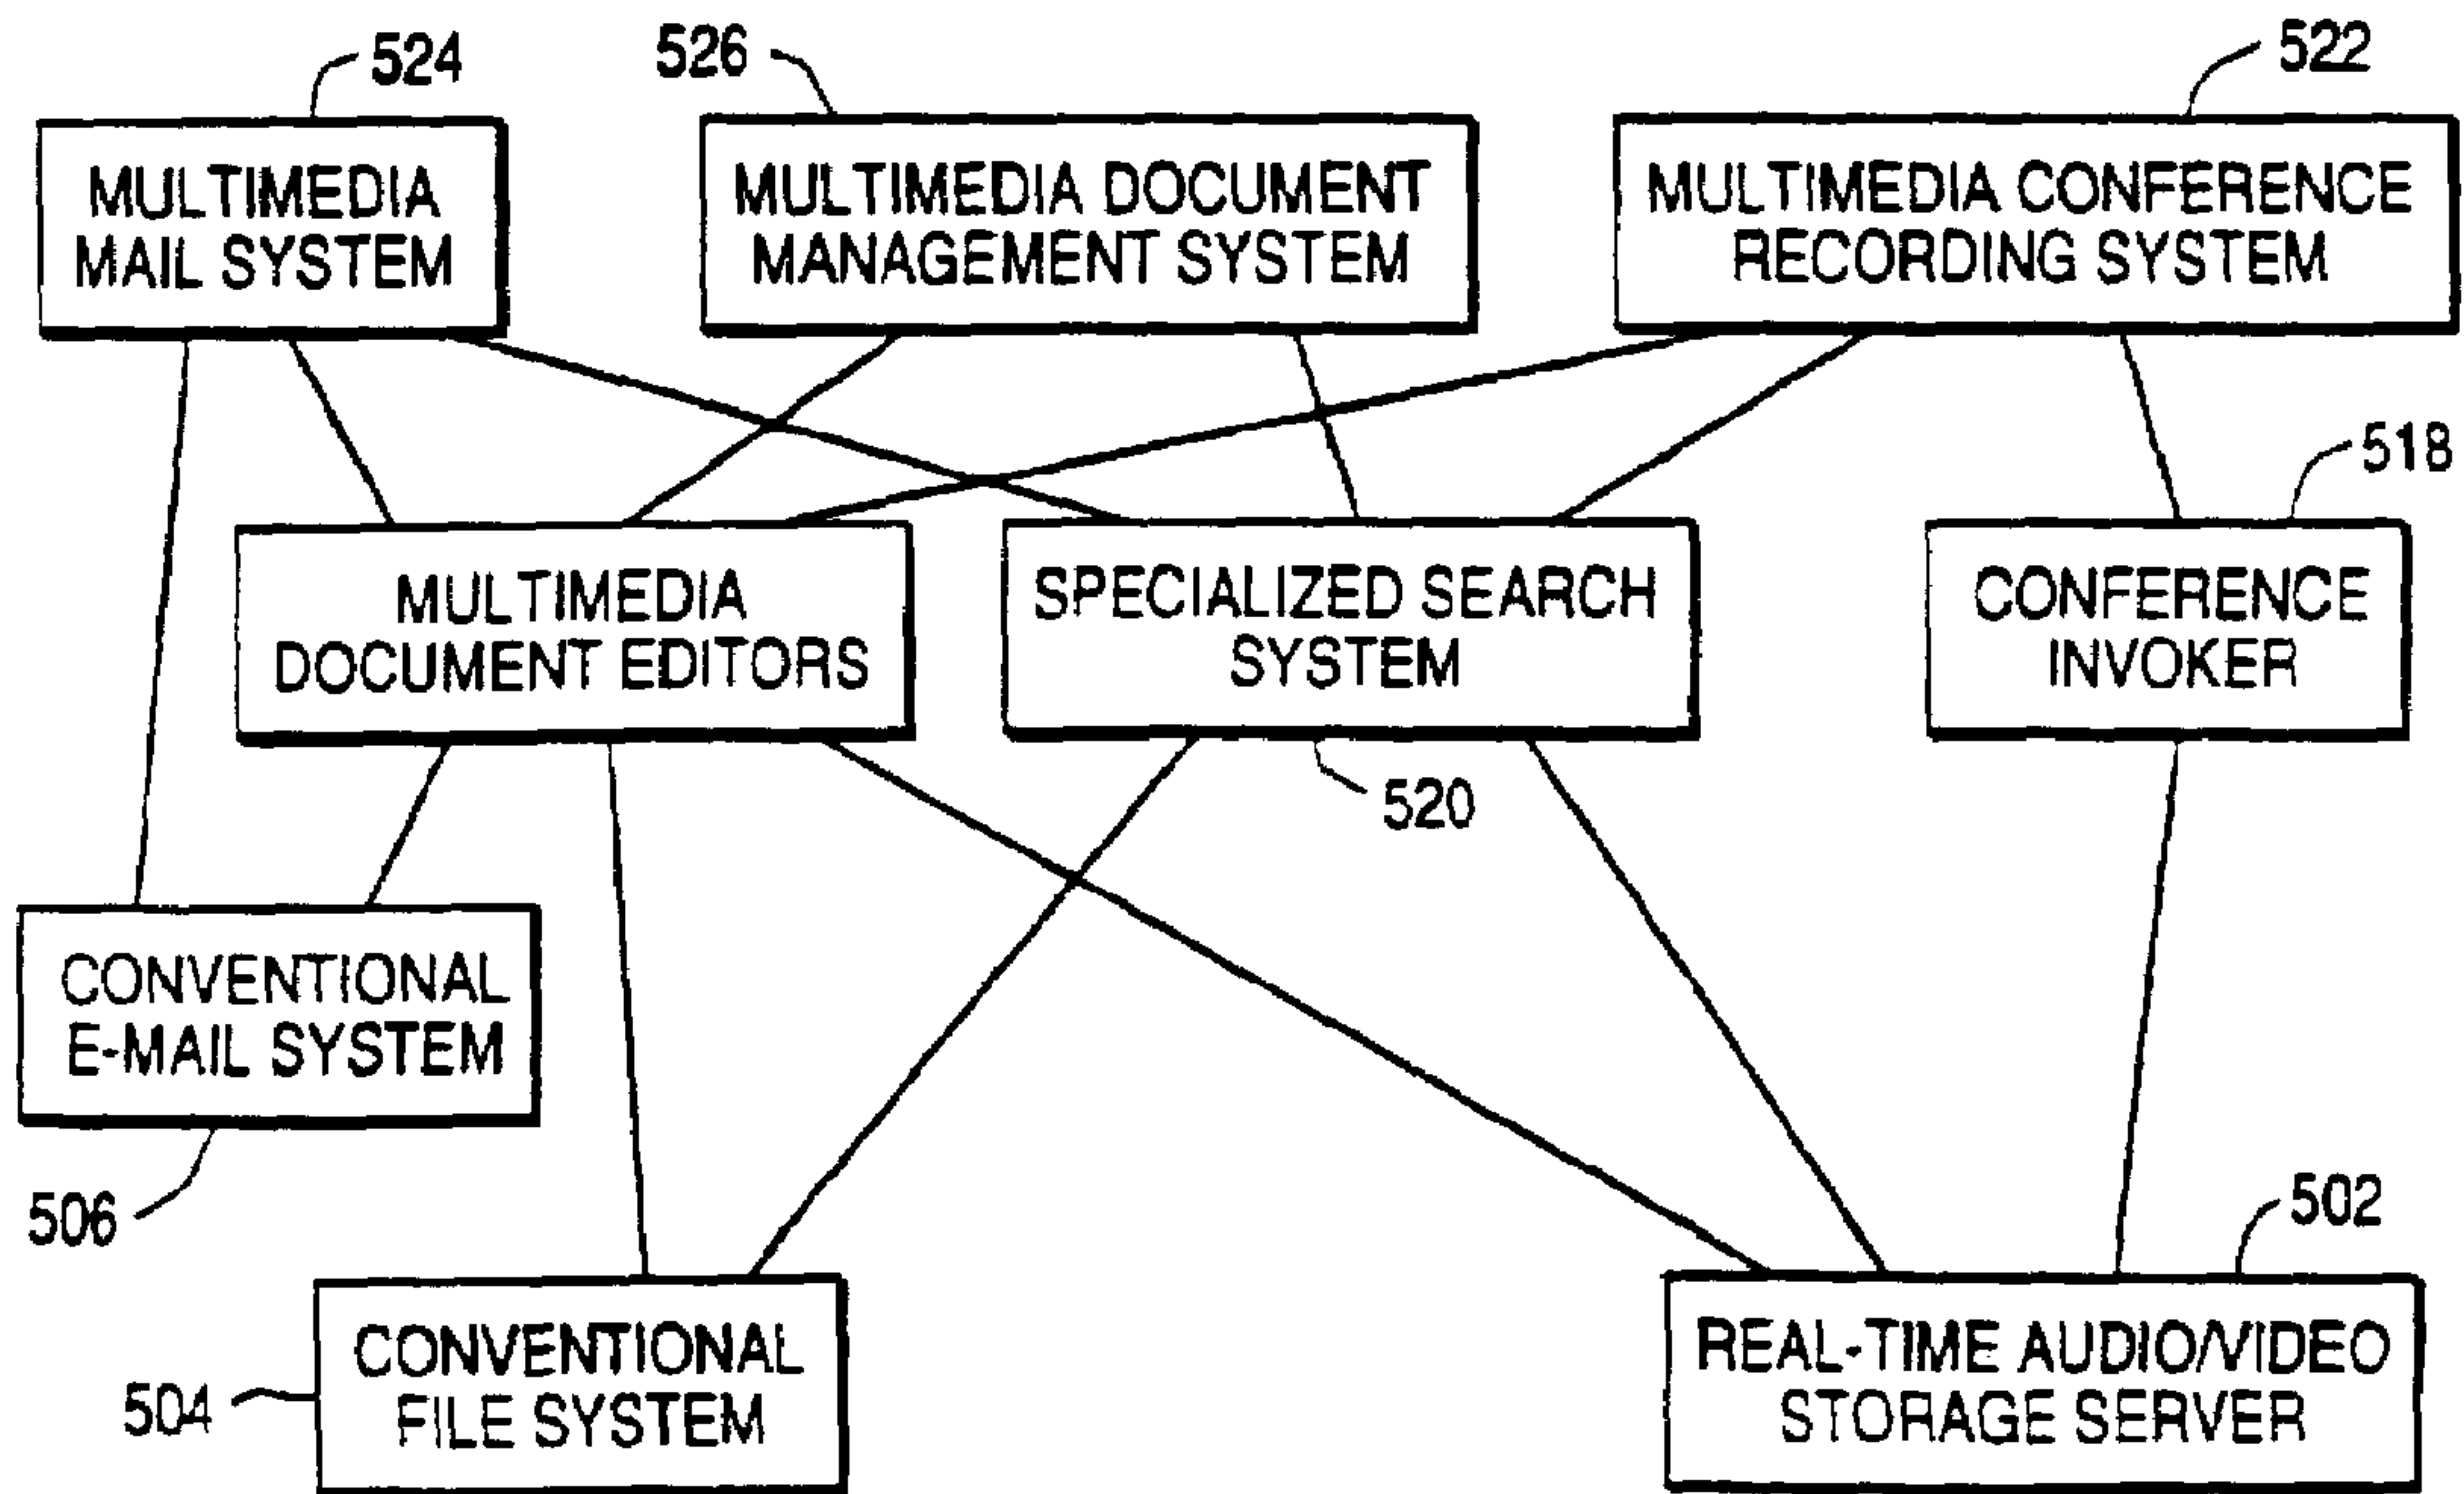 524
526
522
MULTIMEDIA
MAIL SYSTEM
MULTIMEDIA DOCUMENT
MANAGEMENT SYSTEM
MULTIMEDIA CONFERENCE
RECORDING SYSTEM
518
MULTIMEDIA
DOCUMENT EDITORS
SPECIALIZED SEARCH
SYSTEM
CONFERENCE
INVOKER
520
CONVENTIONAL
E-MAIL SYSTEM
506
502
CONVENTIONAL
FILE SYSTEM
504
REAL-TIME AUDIO/VIDEO
STORAGE SERVER